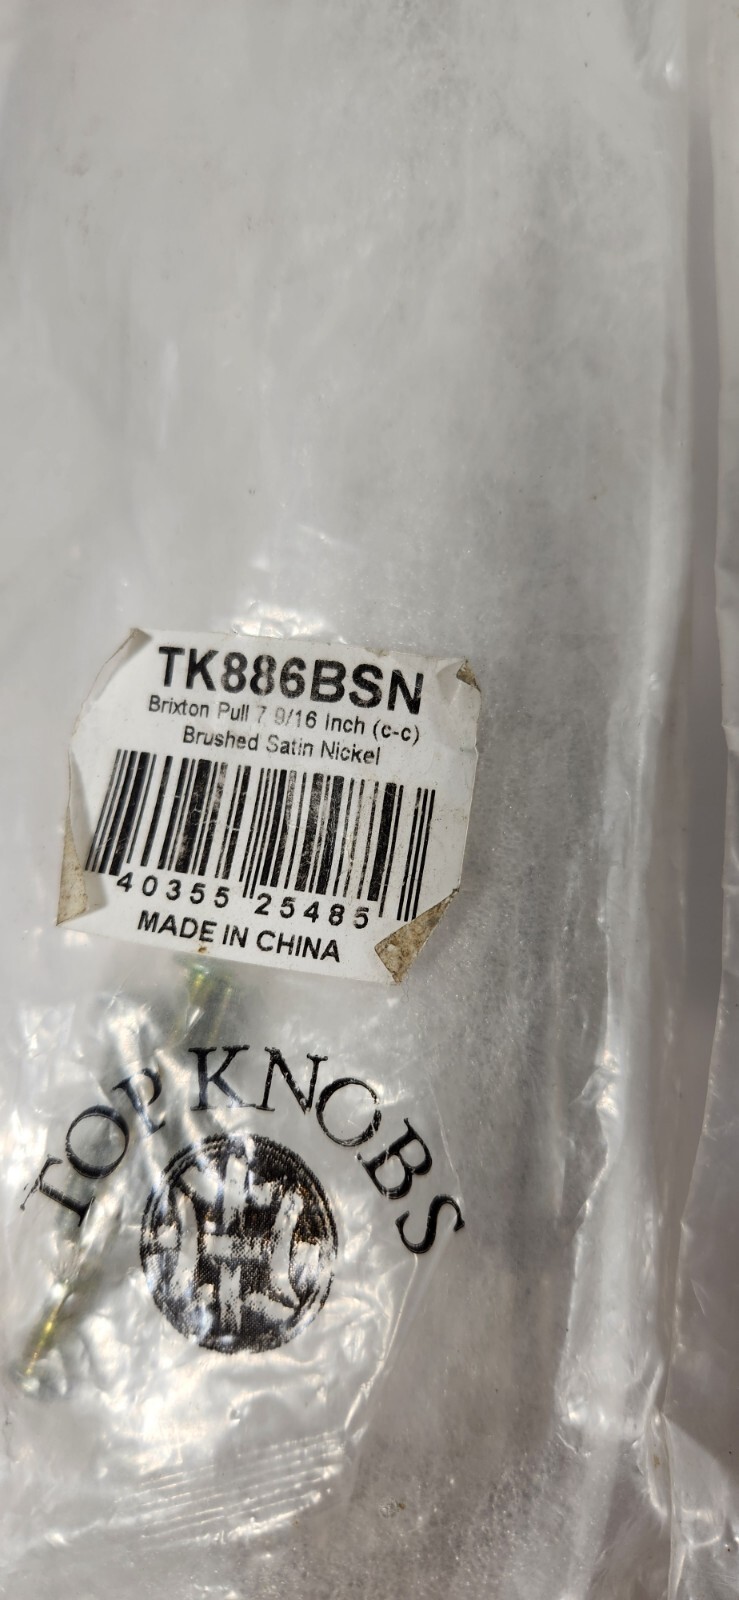 TK886BSN
Brixton Pull 7 9/16 Inch (c-c)
Brushed Satin Nickel
40355 25485
MADE IN CHINA
TOP KNOBS